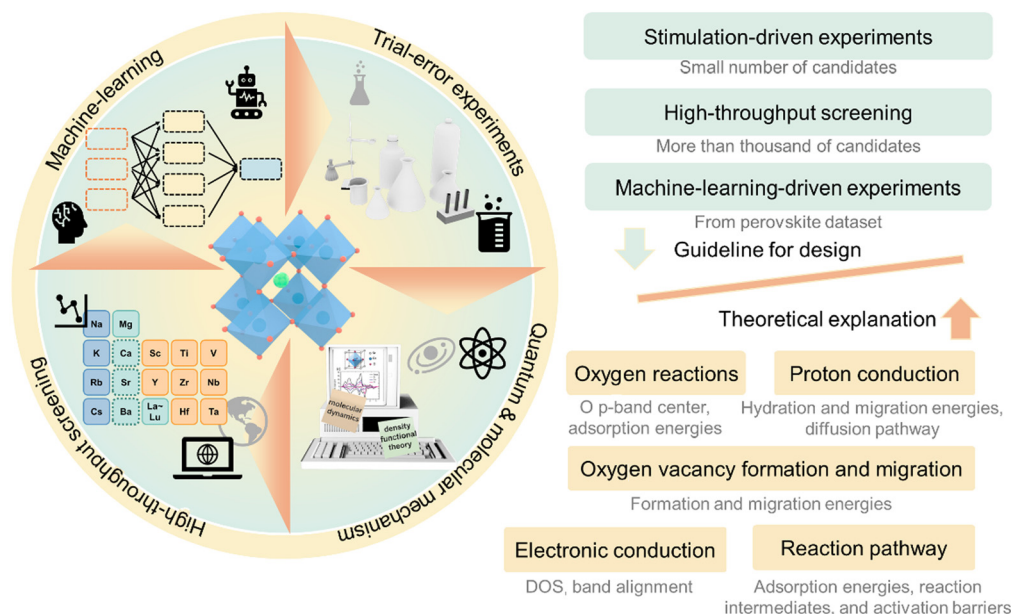 Machine-learning
Trial-error experiments
High-throughput screening
Quantum & molecular mechanism
Na
Mg
K
Ca
Sc
Ti
V
Rb
Sr
Y
Zr
Nb
Cs
Ba
La~
Lu
Hf
Ta
molecular
dynamics
density
functional
theory
Stimulation-driven experiments
Small number of candidates
High-throughput screening
More than thousand of candidates
Machine-learning-driven experiments
From perovskite dataset
Guideline for design
Theoretical explanation
Oxygen reactions
O p-band center,
adsorption energies
Proton conduction
Hydration and migration energies,
diffusion pathway
Oxygen vacancy formation and migration
Formation and migration energies
Electronic conduction
DOS, band alignment
Reaction pathway
Adsorption energies, reaction
intermediates, and activation barriers